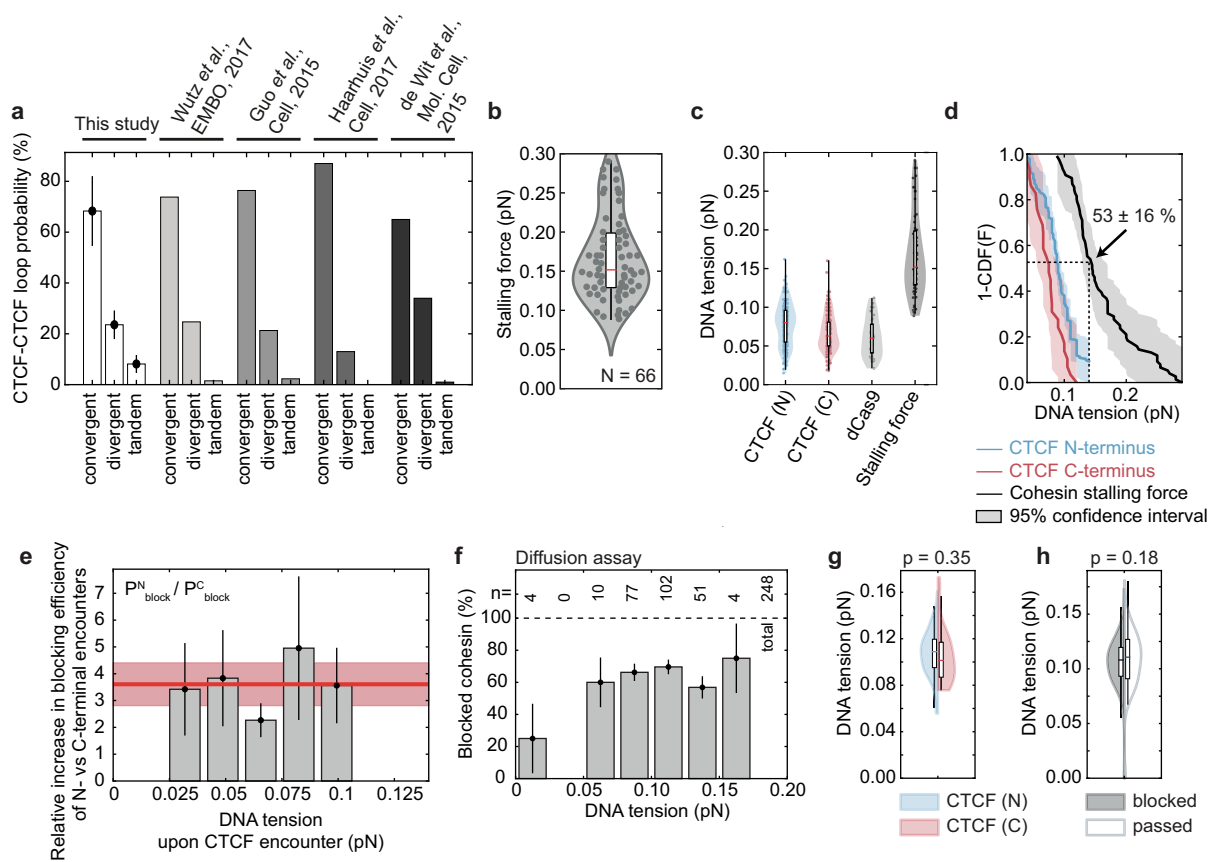 a
This study
Wutz et al.,
EMBO, 2017
Guo et al.,
Cell, 2015
Haarhuis et al.,
Cell, 2017
de Wit et al.,
Mol. Cell,
2015
CTCF-CTCF loop probability (%)
80
60
40
20
0
convergent
divergent
tandem
convergent
divergent
tandem
convergent
divergent
tandem
convergent
divergent
tandem
convergent
divergent
tandem
b
Stalling force (pN)
0.30
0.25
0.20
0.15
0.10
0.05
0.00
N = 66
c
DNA tension (pN)
0.30
0.25
0.20
0.15
0.10
0.05
0.00
CTCF (N)
CTCF (C)
dCas9
Stalling force
d
1-CDF(F)
1.0
0.8
0.6
0.4
0.2
0
53 ± 16 %
0.1
0.2
DNA tension (pN)
CTCF N-terminus
CTCF C-terminus
Cohesin stalling force
95% confidence interval
e
Relative increase in blocking efficiency
of N- vs C-terminal encounters
P^N_block / P^C_block
7
6
5
4
3
2
1
0
0
0.025
0.05
0.075
0.1
0.125
DNA tension
upon CTCF encounter (pN)
f
Diffusion assay
n=
4
0
10
77
102
51
4
248
total
Blocked cohesin (%)
100
80
60
40
20
0
0
0.05
0.10
0.15
0.20
DNA tension (pN)
g
p = 0.35
DNA tension (pN)
0.16
0.12
0.08
0.04
0.00
CTCF (N)
CTCF (C)
h
p = 0.18
DNA tension (pN)
0.15
0.10
0.05
0.00
blocked
passed